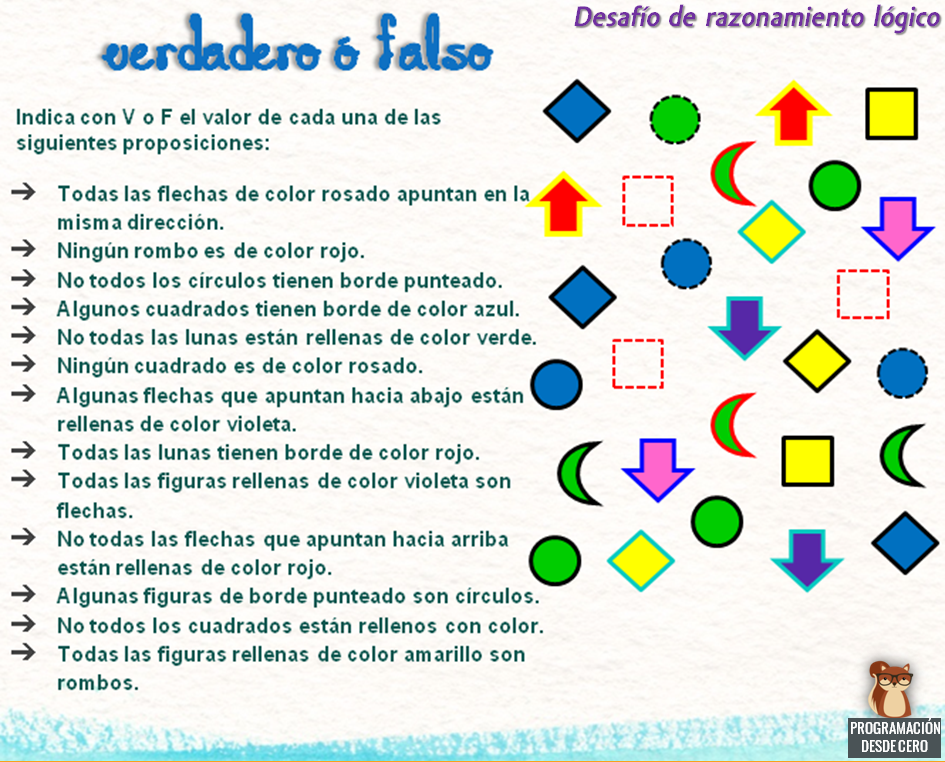 Desafío de razonamiento lógico
verdadero ó falso
Indica con V o F el valor de cada una de las
siguientes proposiciones:
➔ Todas las flechas de color rosado apuntan en la
misma dirección.
➔ Ningún rombo es de color rojo.
➔ No todos los círculos tienen borde punteado.
➔ Algunos cuadrados tienen borde de color azul.
➔ No todas las lunas están rellenas de color verde.
➔ Ningún cuadrado es de color rosado.
➔ Algunas flechas que apuntan hacia abajo están
rellenas de color violeta.
➔ Todas las lunas tienen borde de color rojo.
➔ Todas las figuras rellenas de color violeta son
flechas.
➔ No todas las flechas que apuntan hacia arriba
están rellenas de color rojo.
➔ Algunas figuras de borde punteado son círculos.
➔ No todos los cuadrados están rellenos con color.
➔ Todas las figuras rellenas de color amarillo son
rombos.
PROGRAMACIÓN
DESDE CERO